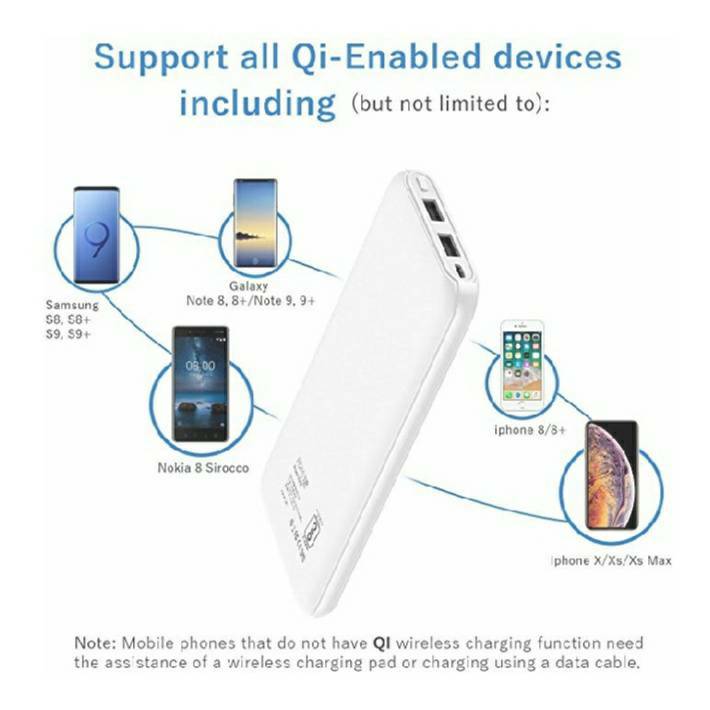 Support all Qi-Enabled devices
including (but not limited to):
9
Galaxy
Note 8, 8+/Note 9, 9+
Samsung
S8, S8+
S9, S9+
06:00
Nokia 8 Sirocco
iphone 8/8+
Iphone X/Xs/Xs Max
Note: Mobile phones that do not have QI wireless charging function need
the assistance of a wireless charging pad or charging using a data cable.